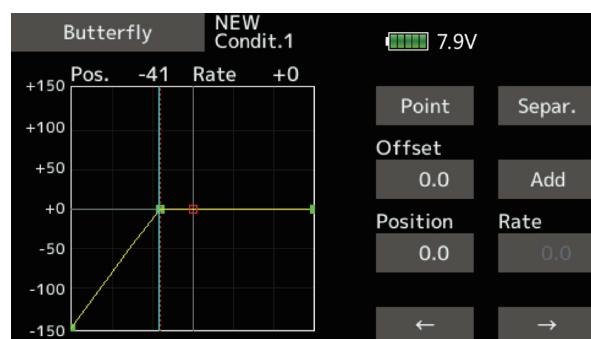 Butterfly
NEW
Condit.1
7.9V
Pos. -41 Rate +0
+150
+100
+50
+0
-50
-100
-150
Point Separ.
Offset
0.0 Add
Position Rate
0.0 0.0
← →